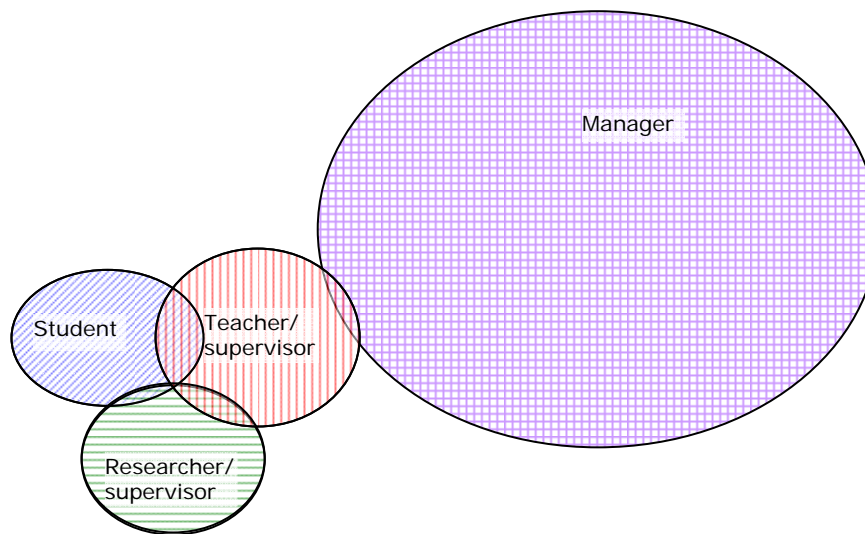 Manager
Student
Teacher/
supervisor
Researcher/
supervisor